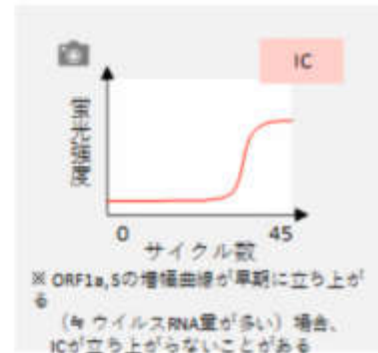 IC
蛍光強度
0
45
サイクル数
※ ORF1a,Sの増幅曲線が早期に立ち上が
る
(≒ ウイルスRNA量が多い) 場合、
ICが立ち上がらないことがある